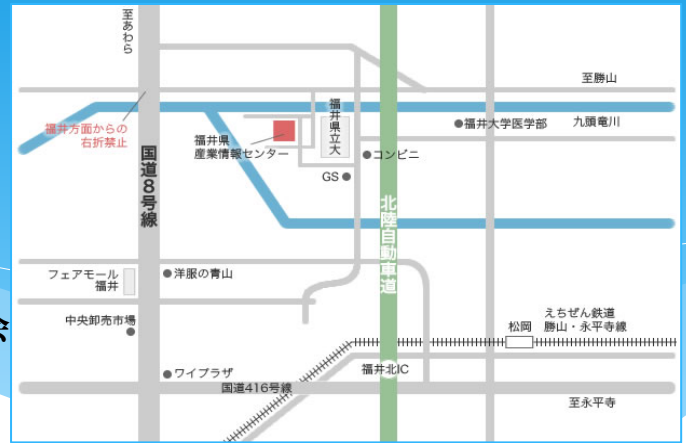 至あわら
至勝山
福井方面からの
右折禁止
福井県
産業情報センター
福井県立大
福井大学医学部
九頭竜川
コンビニ
GS
国道8号線
北陸自動車道
フェアモール
福井
洋服の青山
中央卸売市場
えちぜん鉄道
勝山・永平寺線
松岡
ワイプラザ
福井北IC
国道416号線
至永平寺